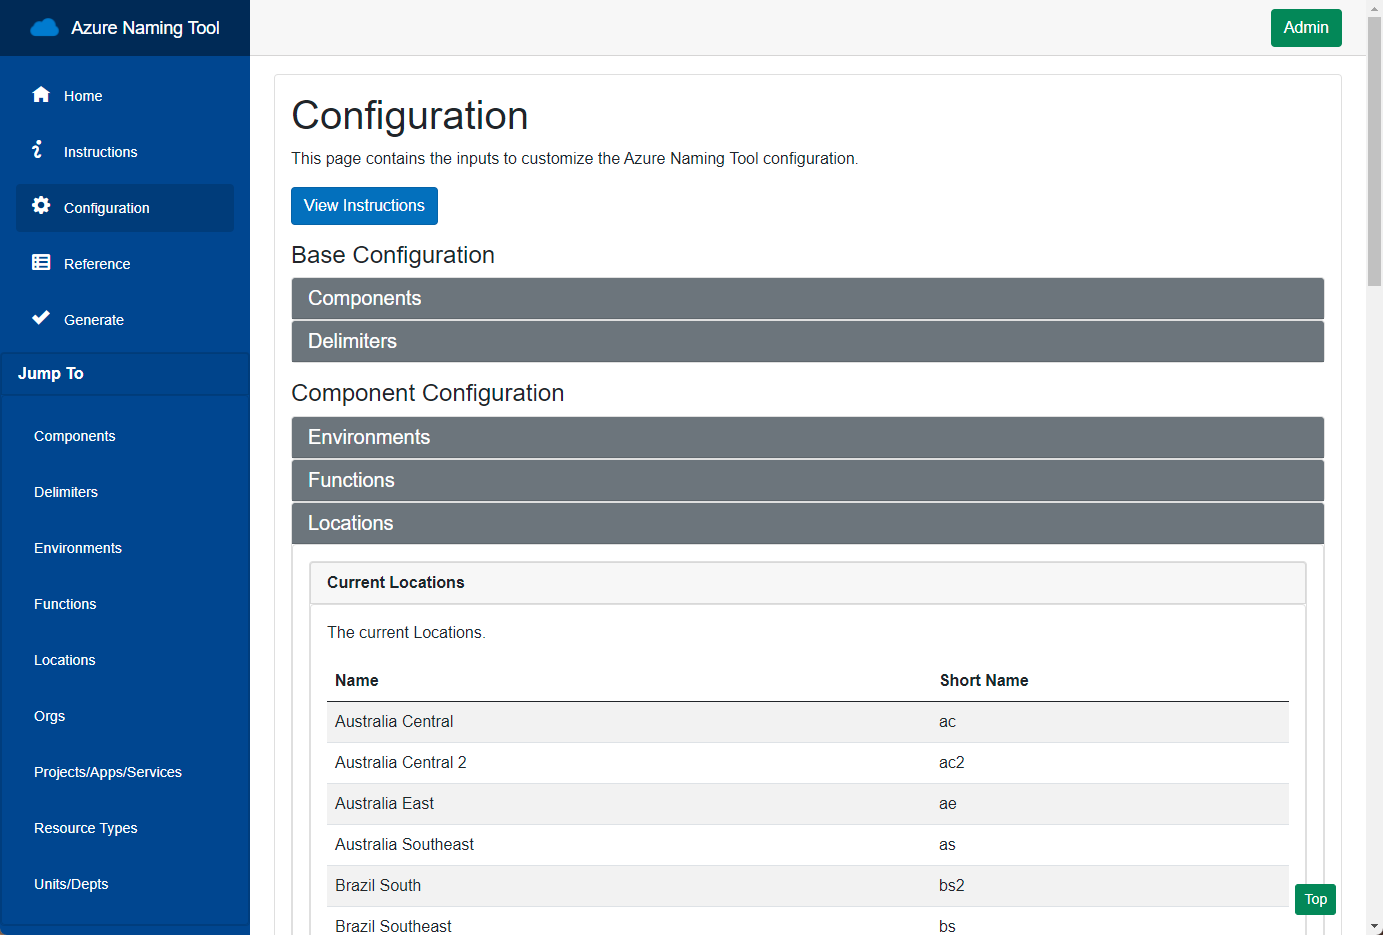 Azure Naming Tool
Admin
Home
Instructions
Configuration
Reference
Generate
Jump To
Components
Delimiters
Environments
Functions
Locations
Orgs
Projects/Apps/Services
Resource Types
Units/Depts
Configuration
This page contains the inputs to customize the Azure Naming Tool configuration.
View Instructions
Base Configuration
Components
Delimiters
Component Configuration
Environments
Functions
Locations
Current Locations
The current Locations.
Name Short Name
Australia Central ac
Australia Central 2 ac2
Australia East ae
Australia Southeast as
Brazil South bs2
Brazil Southeast bs
Top